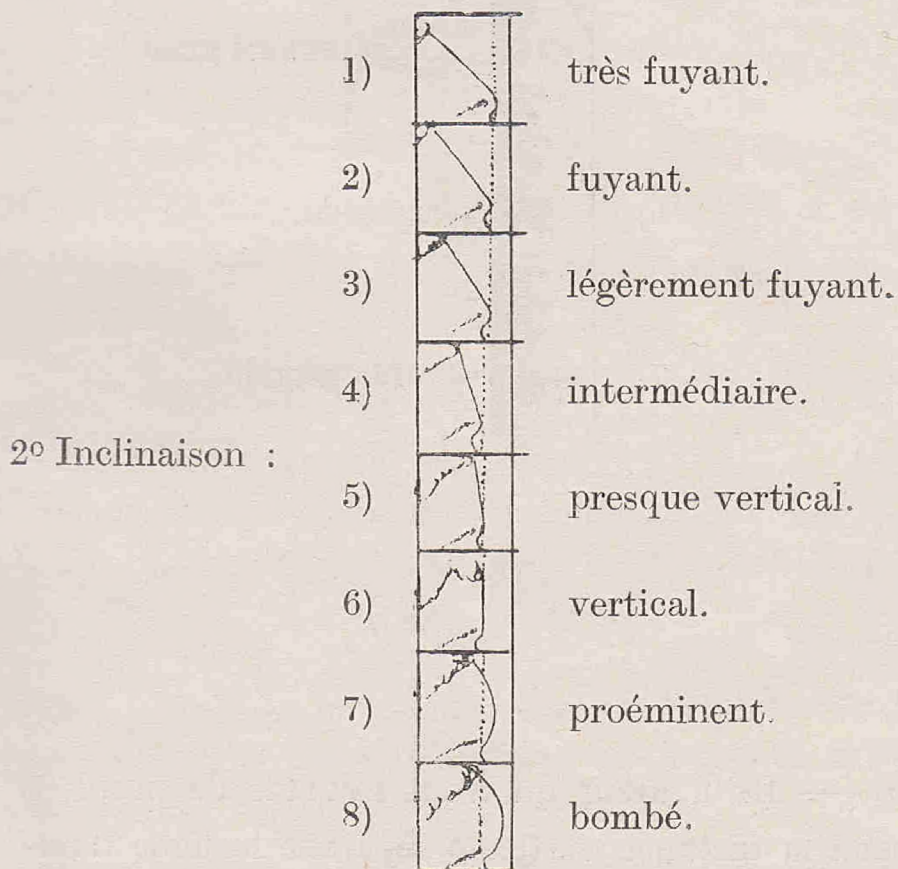 1) très fuyant.
2) fuyant.
3) légèrement fuyant.
4) intermédiaire.
2º Inclinaison :
5) presque vertical.
6) vertical.
7) proéminent.
8) bombé.